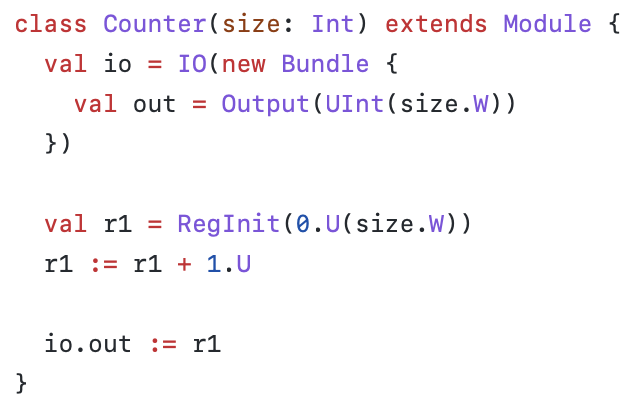 class Counter(size: Int) extends Module {
  val io = IO(new Bundle {
    val out = Output(UInt(size.W))
  })

  val r1 = RegInit(0.U(size.W))
  r1 := r1 + 1.U

  io.out := r1
}